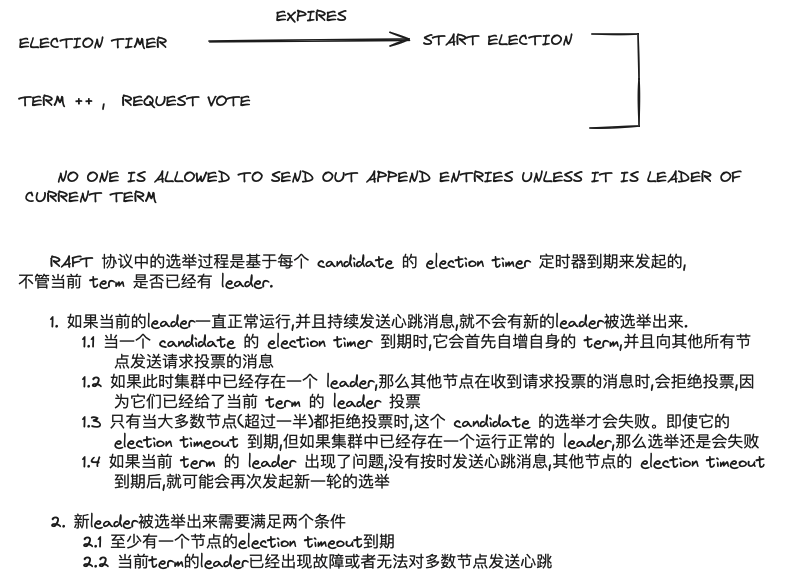 EXPIRES
ELECTION TIMER START ELECTION
TERM ++ , REQUEST VOTE
NO ONE IS ALLOWED TO SEND OUT APPEND ENTRIES UNLESS IT IS LEADER OF
CURRENT TERM
RAFT 协议中的选举过程是基于每个 candidate 的 election timer 定时器到期来发起的,
不管当前 term 是否已经有 leader.
1. 如果当前的leader一直正常运行,并且持续发送心跳消息,就不会有新的leader被选举出来.
1.1 当一个 candidate 的 election timer 到期时,它会首先自增自身的 term,并且向其他所有节
点发送请求投票的消息
1.2 如果此时集群中已经存在一个 leader,那么其他节点在收到请求投票的消息时,会拒绝投票,因
为它们已经给了当前 term 的 leader 投票
1.3 只有当大多数节点(超过一半)都拒绝投票时,这个 candidate 的选举才会失败。即使它的
election timeout 到期,但如果集群中已经存在一个运行正常的 leader,那么选举还是会失败
1.4 如果当前 term 的 leader 出现了问题,没有按时发送心跳消息,其他节点的 election timeout
到期后,就可能会再次发起新一轮的选举
2. 新leader被选举出来需要满足两个条件
2.1 至少有一个节点的election timeout到期
2.2 当前term的leader已经出现故障或者无法对多数节点发送心跳